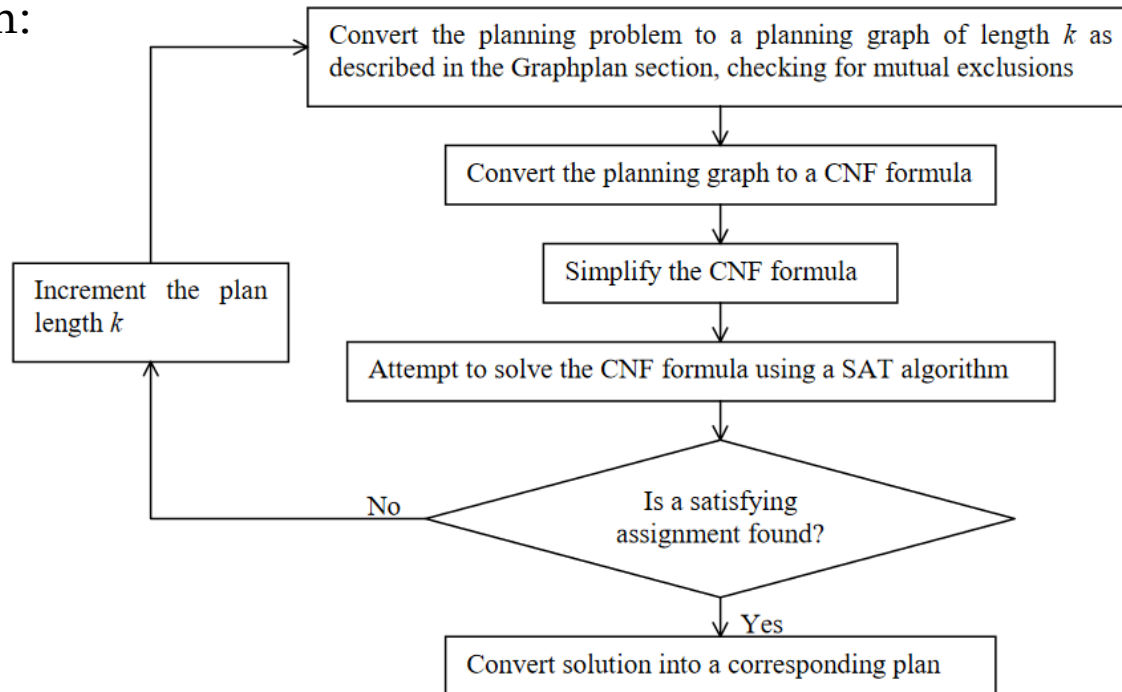 n:
Convert the planning problem to a planning graph of length k as
described in the Graphplan section, checking for mutual exclusions
Convert the planning graph to a CNF formula
Simplify the CNF formula
Increment the plan
length k
Attempt to solve the CNF formula using a SAT algorithm
No
Is a satisfying
assignment found?
Yes
Convert solution into a corresponding plan